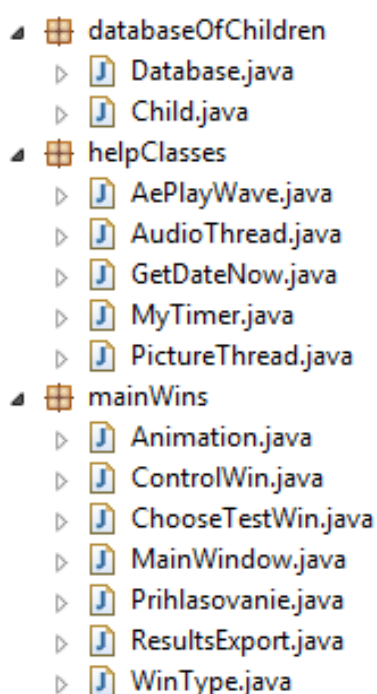 databaseOfChildren
Database.java
Child.java
helpClasses
AePlayWave.java
AudioThread.java
GetDateNow.java
MyTimer.java
PictureThread.java
mainWins
Animation.java
ControlWin.java
ChooseTestWin.java
MainWindow.java
Prihlasovanie.java
ResultsExport.java
WinType.java